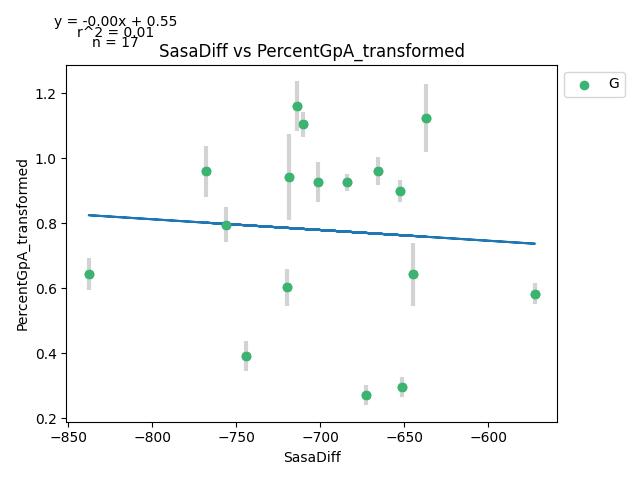 y = -0.00x + 0.55
r^2 = 0.01
n = 17
SasaDiff vs PercentGpA_transformed
G
PercentGpA_transformed
1.2
1.0
0.8
0.6
0.4
0.2
−850
−800
−750
−700
−650
−600
SasaDiff